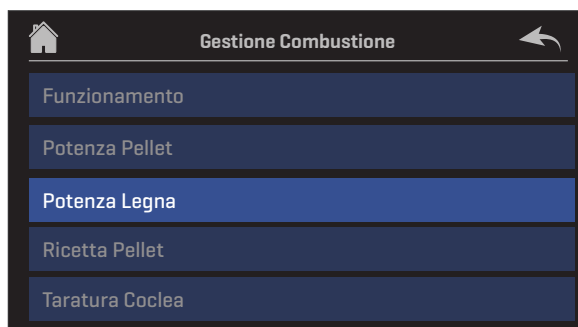 Gestione Combustione
Funzionamento
Potenza Pellet
Potenza Legna
Ricetta Pellet
Taratura Coclea